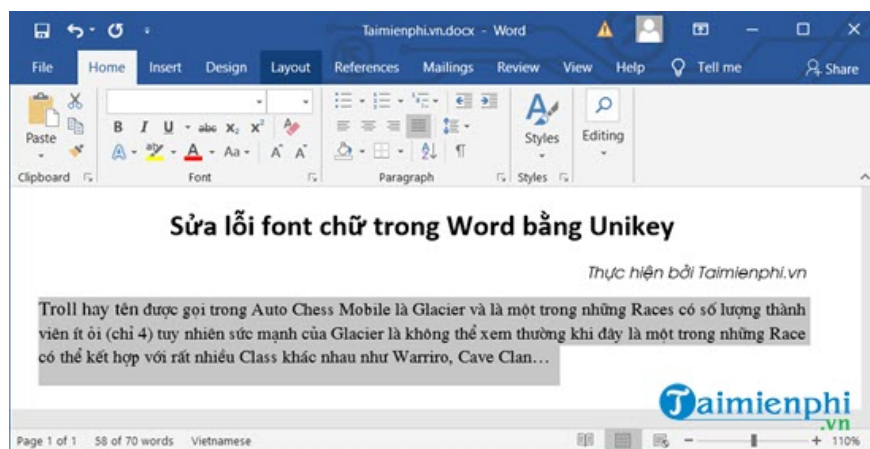 Taimienphi.vn.docx - Word
File Home Insert Design Layout References Mailings Review View Help Tell me Share
Paste
B I U abc X₂ X²
A aby A Aa A A
Styles
Editing
Clipboard Font Paragraph Styles
Sửa lỗi font chữ trong Word bằng Unikey
Thực hiện bởi Taimienphi.vn
Troll hay tên được gọi trong Auto Chess Mobile là Glacier và là một trong những Races có số lượng thành
viên ít ỏi (chỉ 4) tuy nhiên sức mạnh của Glacier là không thể xem thường khi đây là một trong những Race
có thể kết hợp với rất nhiều Class khác nhau như Warriro, Cave Clan…
Taimienphi
.vn
Page 1 of 1 58 of 70 words Vietnamese 110%